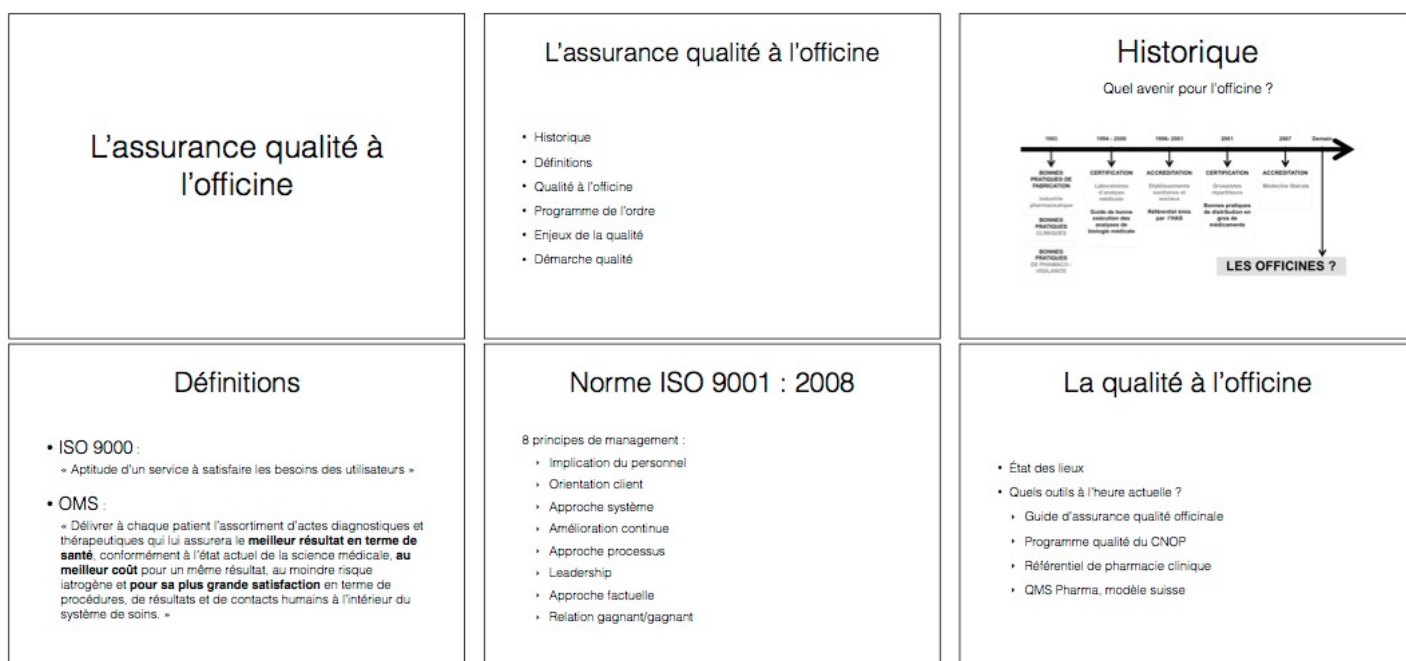 L'assurance qualité à
l'officine
L'assurance qualité à l'officine
• Historique
• Définitions
• Qualité à l'officine
• Programme de l'ordre
• Enjeux de la qualité
• Démarche qualité
Historique
Quel avenir pour l'officine ?
1993
1994 - 2000
1996- 2001
2001
2007
Demain
BONNES
PRATIQUES DE
FABRICATION
Industrie
pharmaceutique
BONNES
PRATIQUES
CLINIQUES
BONNES
PRATIQUES
DE PHAMACO -
VIGILANCE
CERTIFICATION
Laboratoires
d'analyse
médicale
Guide de bonne
exécution des
analyses de
biologie médicale
ACCREDITATION
Etablissements
sanitaires et
sociaux
Référentiel émis
par l'HAS
CERTIFICATION
Grossistes
répartiteurs
Bonnes pratiques
de distribution en
gros de
médicaments
ACCREDITATION
Médecine libérale
LES OFFICINES ?
Définitions
• ISO 9000 :
« Aptitude d'un service à satisfaire les besoins des utilisateurs »
• OMS :
« Délivrer à chaque patient l'assortiment d'actes diagnostiques et
thérapeutiques qui lui assurera le meilleur résultat en terme de
santé, conformément à l'état actuel de la science médicale, au
meilleur coût pour un même résultat, au moindre risque
iatrogène et pour sa plus grande satisfaction en terme de
procédures, de résultats et de contacts humains à l'intérieur du
système de soins. »
Norme ISO 9001 : 2008
8 principes de management :
‣ Implication du personnel
‣ Orientation client
‣ Approche système
‣ Amélioration continue
‣ Approche processus
‣ Leadership
‣ Approche factuelle
‣ Relation gagnant/gagnant
La qualité à l'officine
• État des lieux
• Quels outils à l'heure actuelle ?
‣ Guide d'assurance qualité officinale
‣ Programme qualité du CNOP
‣ Référentiel de pharmacie clinique
‣ QMS Pharma, modèle suisse